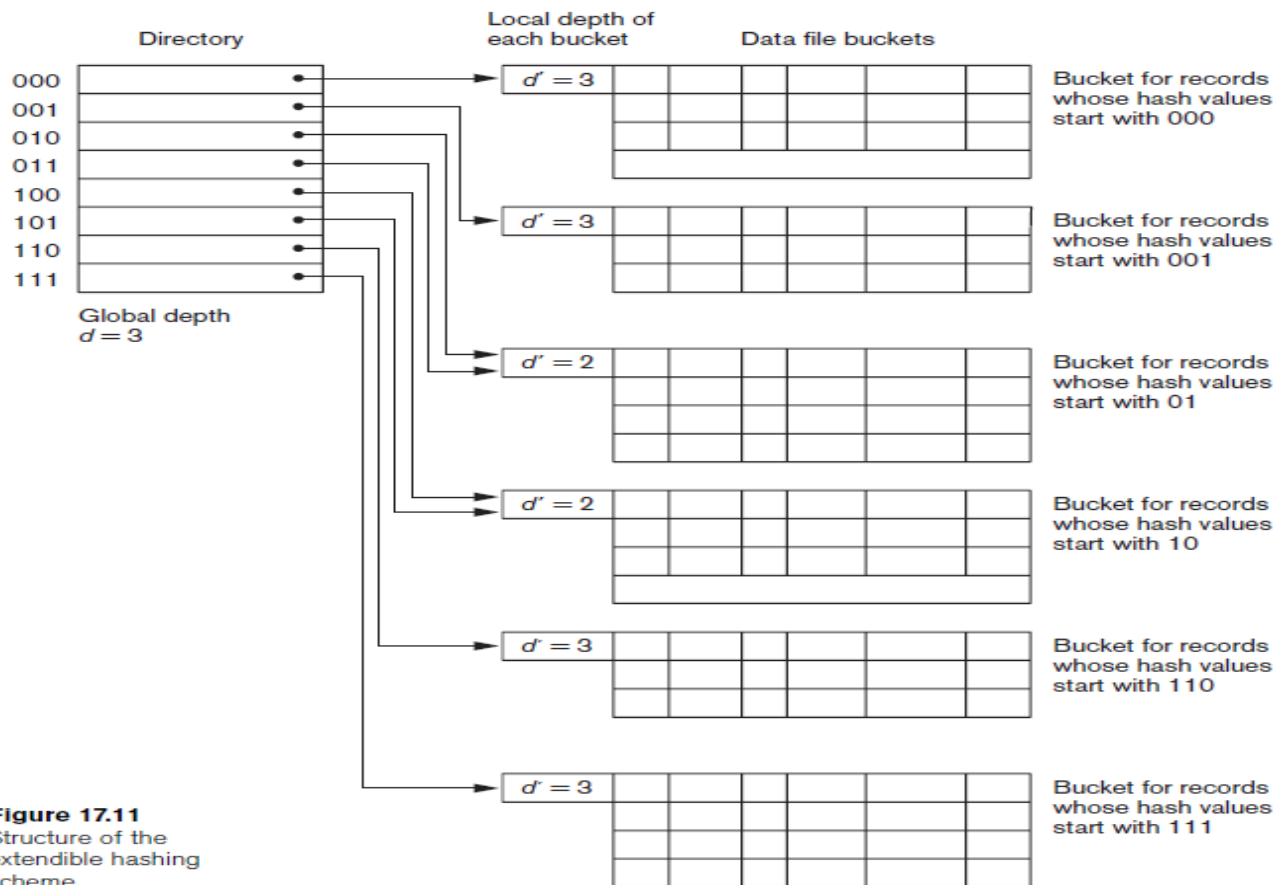 Directory
Local depth of
each bucket
Data file buckets
000
001
010
011
100
101
110
111
Global depth
d = 3
d′ = 3
Bucket for records
whose hash values
start with 000
d′ = 3
Bucket for records
whose hash values
start with 001
d′ = 2
Bucket for records
whose hash values
start with 01
d′ = 2
Bucket for records
whose hash values
start with 10
d′ = 3
Bucket for records
whose hash values
start with 110
d′ = 3
Bucket for records
whose hash values
start with 111
Figure 17.11
Structure of the
extendible hashing
scheme